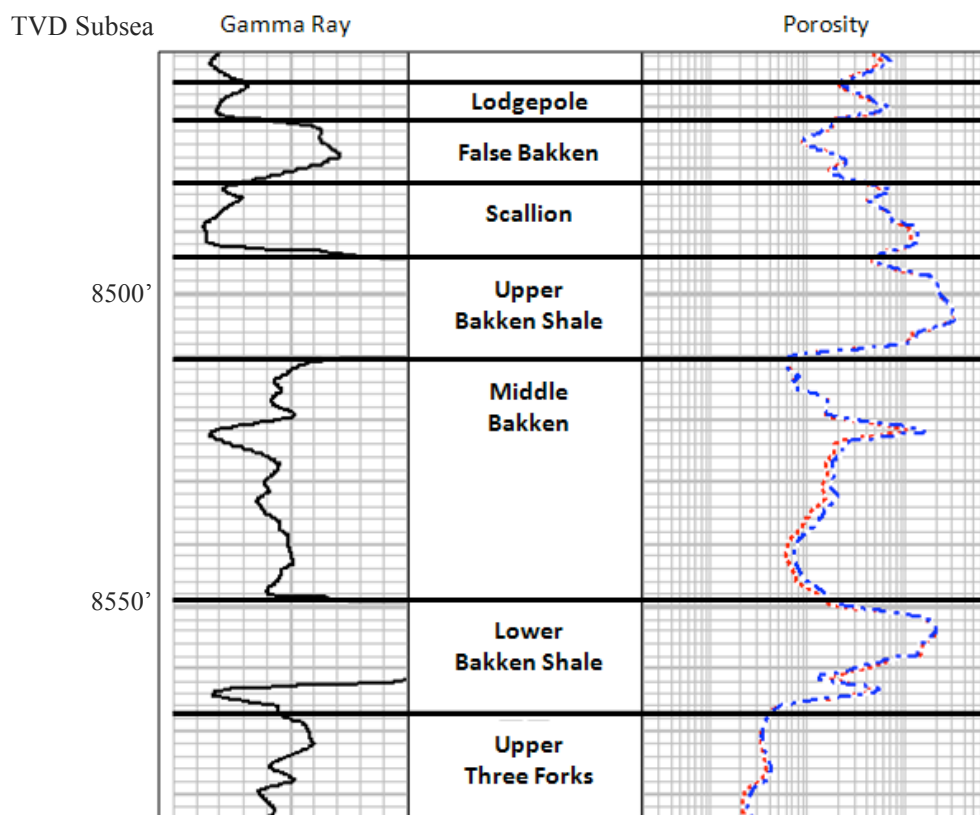 TVD Subsea Gamma Ray Porosity
Lodgepole
False Bakken
Scallion
8500’
Upper
Bakken Shale
Middle
Bakken
8550’
Lower
Bakken Shale
Upper
Three Forks